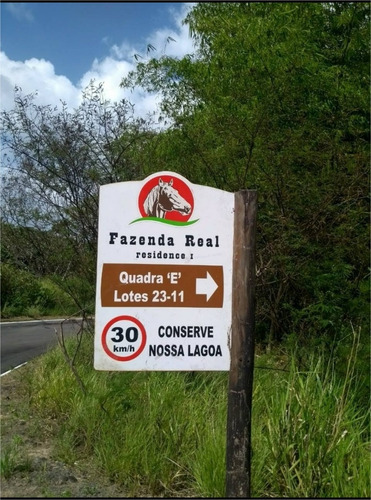 Fazenda Real
residence I
Quadra 'E'
Lotes 23-11
30
km/h
CONSERVE
NOSSA LAGOA